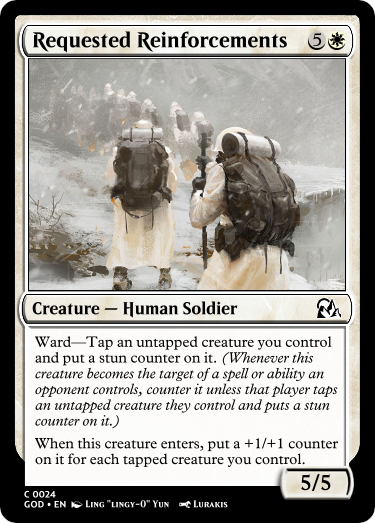 Requested Reinforcements 5
Creature — Human Soldier
Ward—Tap an untapped creature you control
and put a stun counter on it. (Whenever this
creature becomes the target of a spell or ability an
opponent controls, counter it unless that player taps
an untapped creature they control and puts a stun
counter on it.)
When this creature enters, put a +1/+1 counter
on it for each tapped creature you control.
5/5
C 0024
GOD • EN Ling "lingy-0" Yun Lurakis